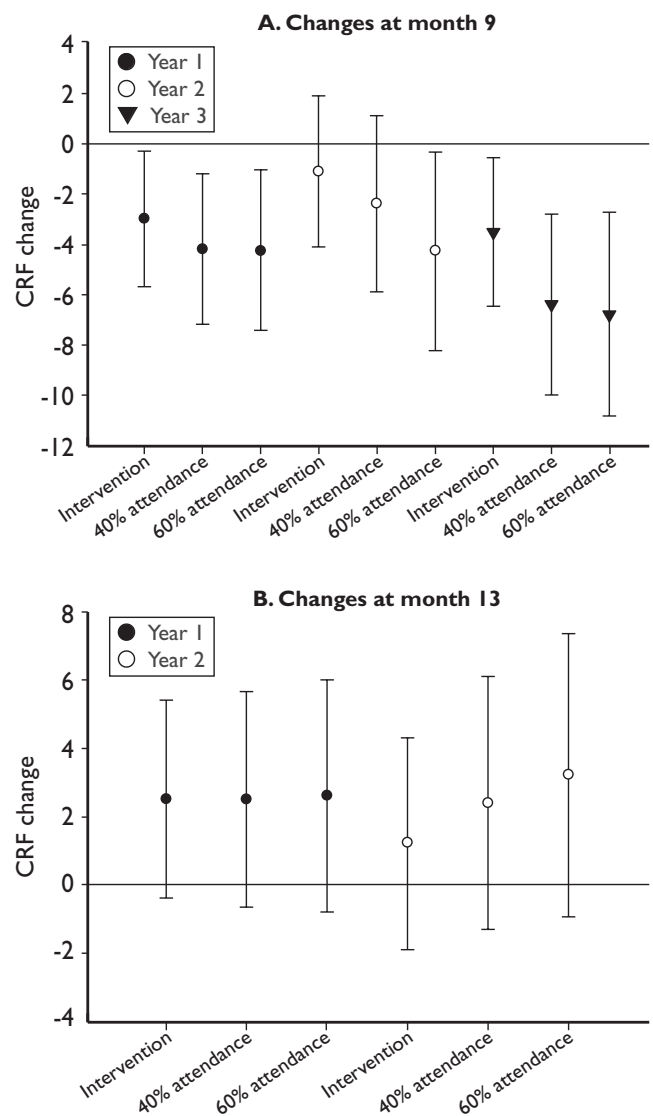 A. Changes at month 9
4
2
0
-2
-4
-6
-8
-10
-12
CRF change
Year 1
Year 2
Year 3
Intervention
40% attendance
60% attendance
Intervention
40% attendance
60% attendance
Intervention
40% attendance
60% attendance
B. Changes at month 13
8
6
4
2
0
-2
-4
CRF change
Year 1
Year 2
Intervention
40% attendance
60% attendance
Intervention
40% attendance
60% attendance